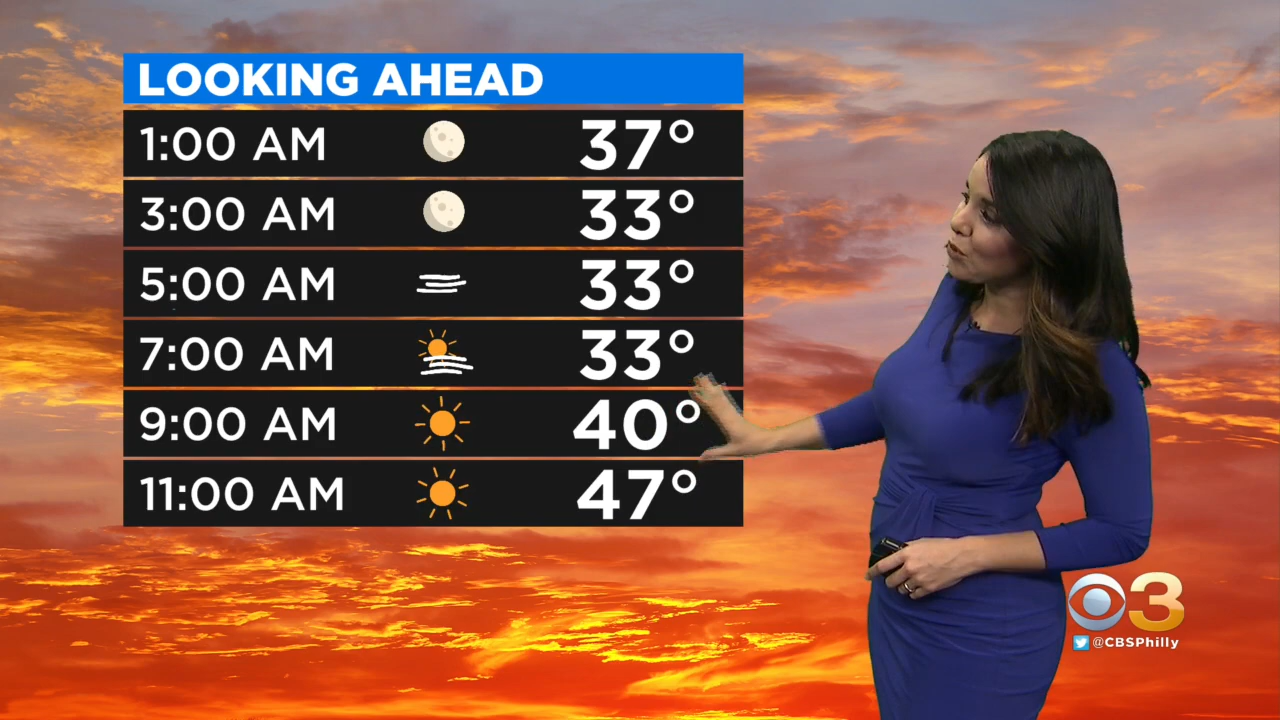 LOOKING AHEAD
1:00 AM 37°
3:00 AM 33°
5:00 AM 33°
7:00 AM 33°
9:00 AM 40°
11:00 AM 47°
3
@CBSPhilly